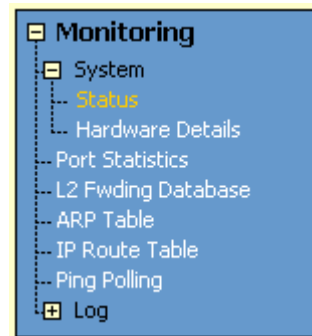 Monitoring
System
Status
Hardware Details
Port Statistics
L2 Fwding Database
ARP Table
IP Route Table
Ping Polling
Log